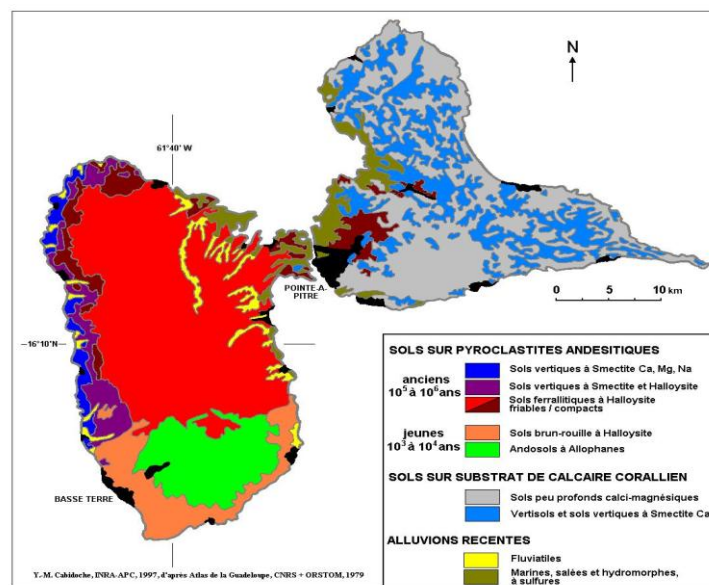 N
61°40' W
POINTE-A-
PITRE
0 5 10 km
16°10'N
BASSE TERRE
SOLS SUR PYROCLASTITES ANDESITIQUES
anciens
10⁵ à 10⁶ans
Sols vertiques à Smectite Ca, Mg, Na
Sols vertiques à Smectite et Halloysite
Sols ferrallitiques à Halloysite
friables / compacts
jeunes
10³ à 10⁴ans
Sols brun-rouille à Halloysite
Andosols à Allophanes
SOLS SUR SUBSTRAT DE CALCAIRE CORALLIEN
Sols peu profonds calci-magnésiques
Vertisols et sols vertiques à Smectite Ca
ALLUVIONS RECENTES
Fluviatiles
Marines, salées et hydromorphes,
à sulfures
Y.-M. Cabidoche, INRA-APC, 1997, d'après Atlas de la Guadeloupe, CNRS + ORSTOM, 1979